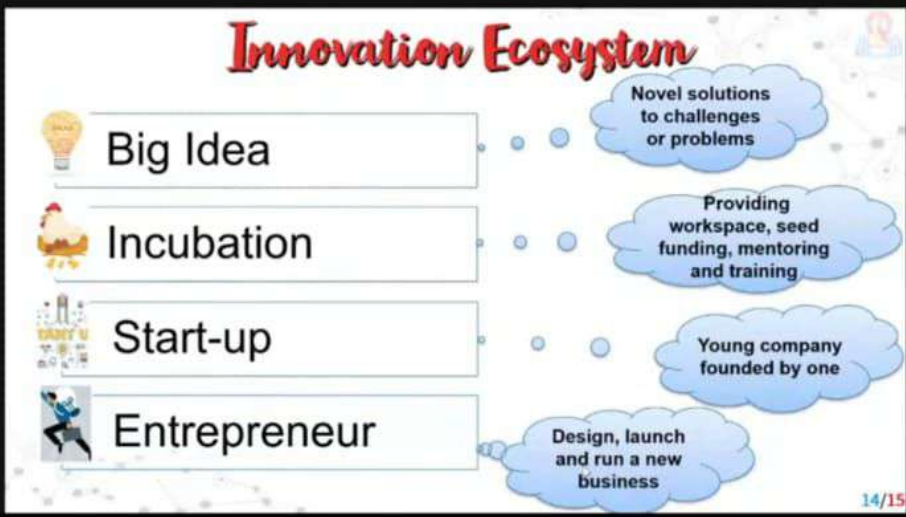 Innovation Ecosystem
Big Idea
Novel solutions
to challenges
or problems
Incubation
Providing
workspace, seed
funding, mentoring
and training
Start-up
Young company
founded by one
Entrepreneur
Design, launch
and run a new
business
14/15